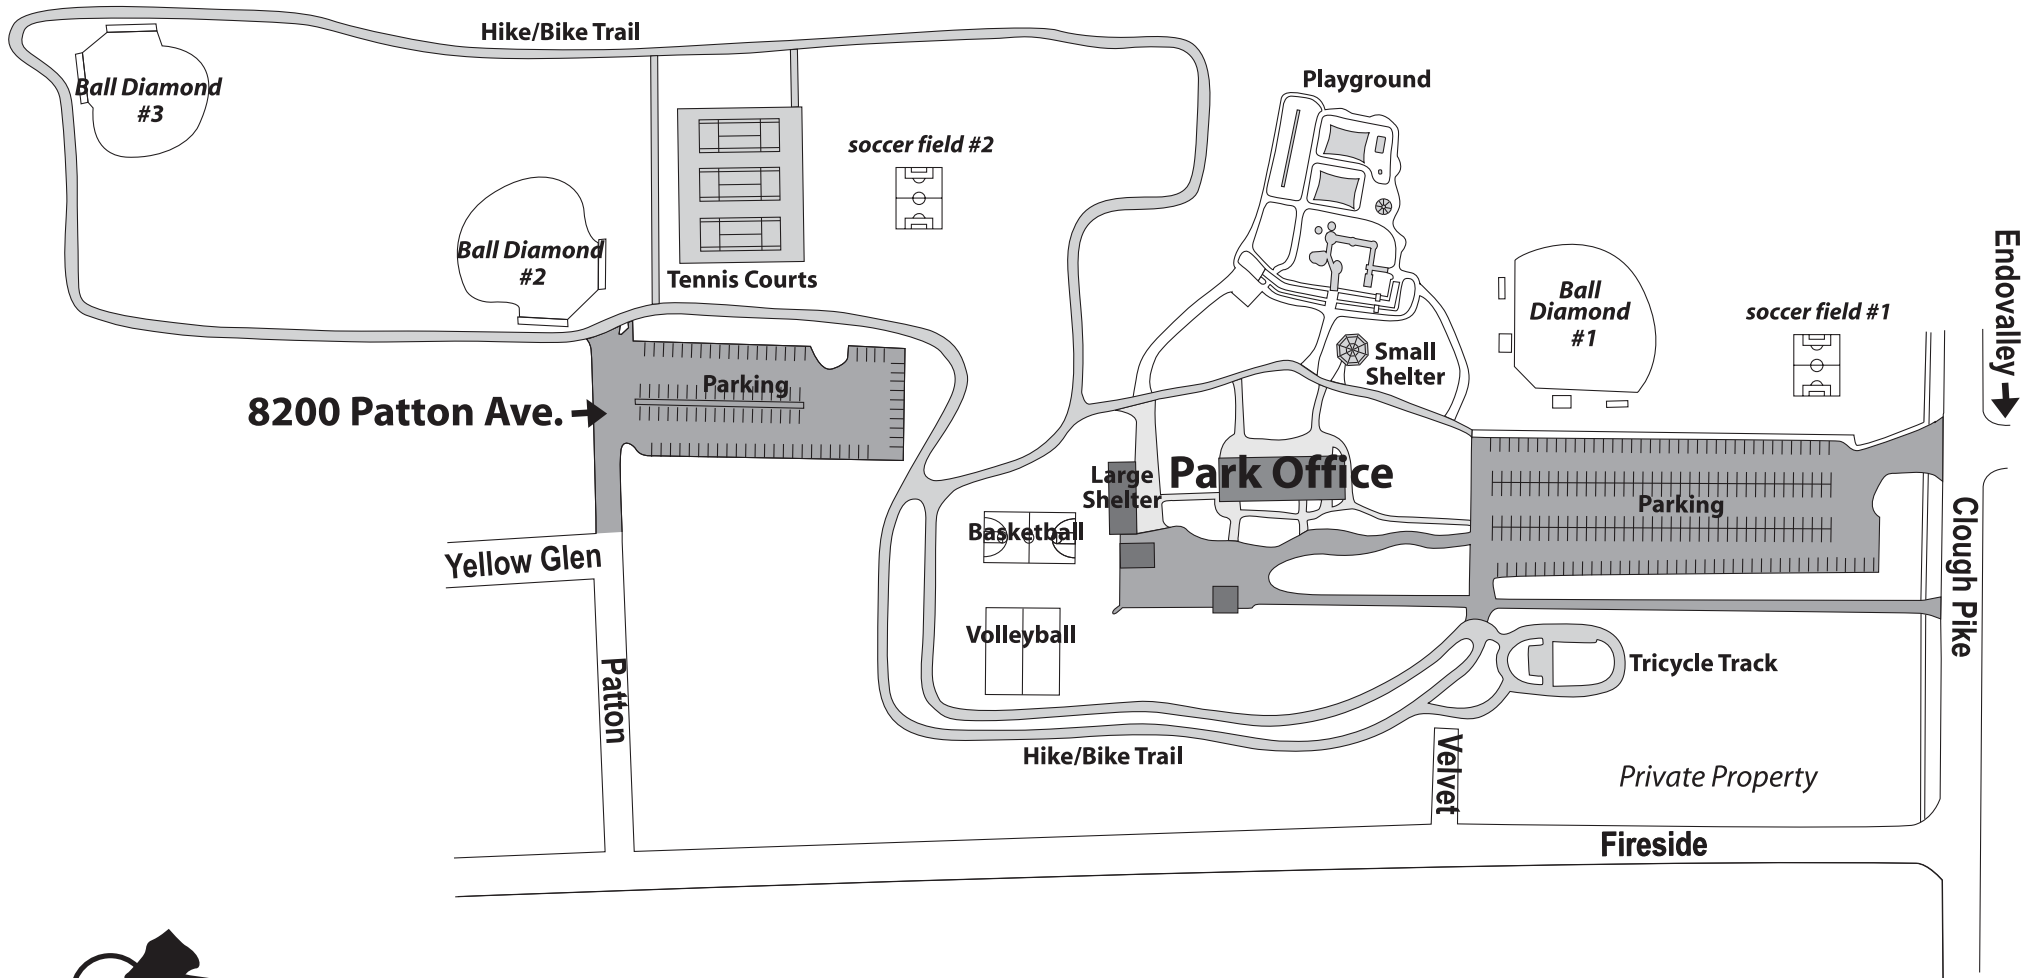 Hike/Bike Trail
Playground
Ball Diamond
#3
soccer field #2
Ball Diamond
#2
Tennis Courts
Endovalley
Ball
Diamond
#1
soccer field #1
Small
Shelter
Parking
8200 Patton Ave.
Large
Shelter
Park Office
Parking
Basketball
Yellow Glen
Clough Pike
Volleyball
Patton
Tricycle Track
Hike/Bike Trail
Velvet
Private Property
Fireside